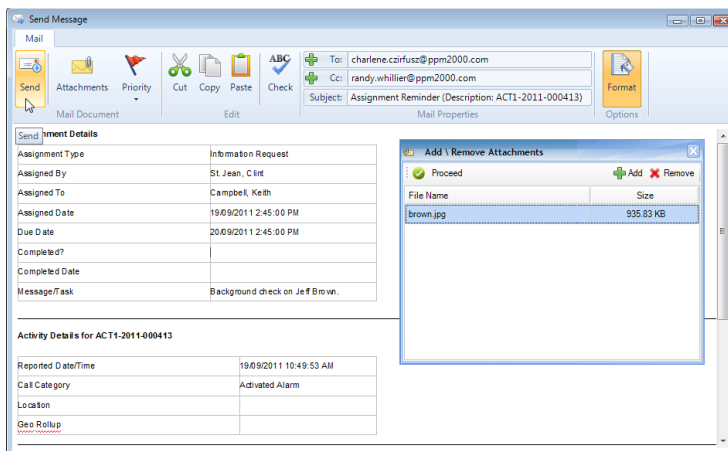 Send Message
Mail
Send
Attachments
Priority
Cut
Copy
Paste
ABC
Check
To: charlene.czirfusz@ppm2000.com
Cc: randy.whillier@ppm2000.com
Subject: Assignment Reminder (Description: ACT1-2011-000413)
Format
Mail Document
Edit
Mail Properties
Options
Send
nment Details
Assignment Type Information Request
Assigned By St. Jean, Clint
Assigned To Campbell, Keith
Assigned Date 19/09/2011 2:45:00 PM
Due Date 20/09/2011 2:45:00 PM
Completed?
Completed Date
Message/Task Background check on Jeff Brown.
Add \ Remove Attachments
Proceed Add Remove
File Name Size
brown.jpg 935.83 KB
Activity Details for ACT1-2011-000413
Reported Date/Time 19/09/2011 10:49:53 AM
Call Category Activated Alarm
Location
Geo Rollup